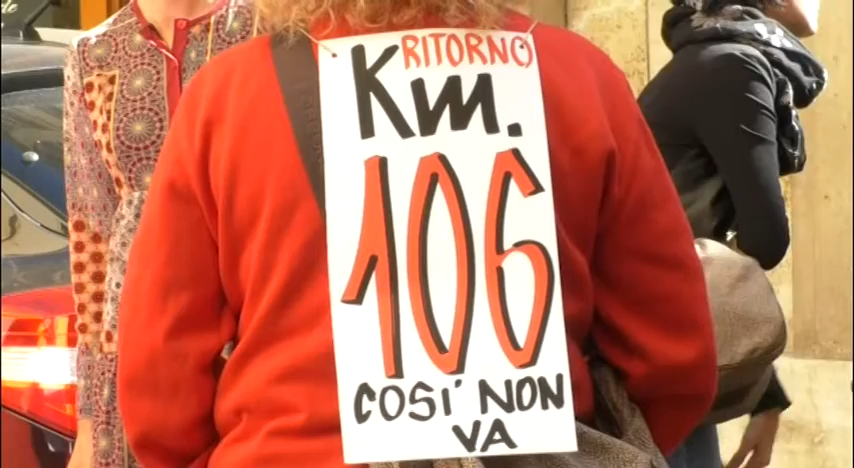 RITORNO
Km.
106
COSI' NON
VA